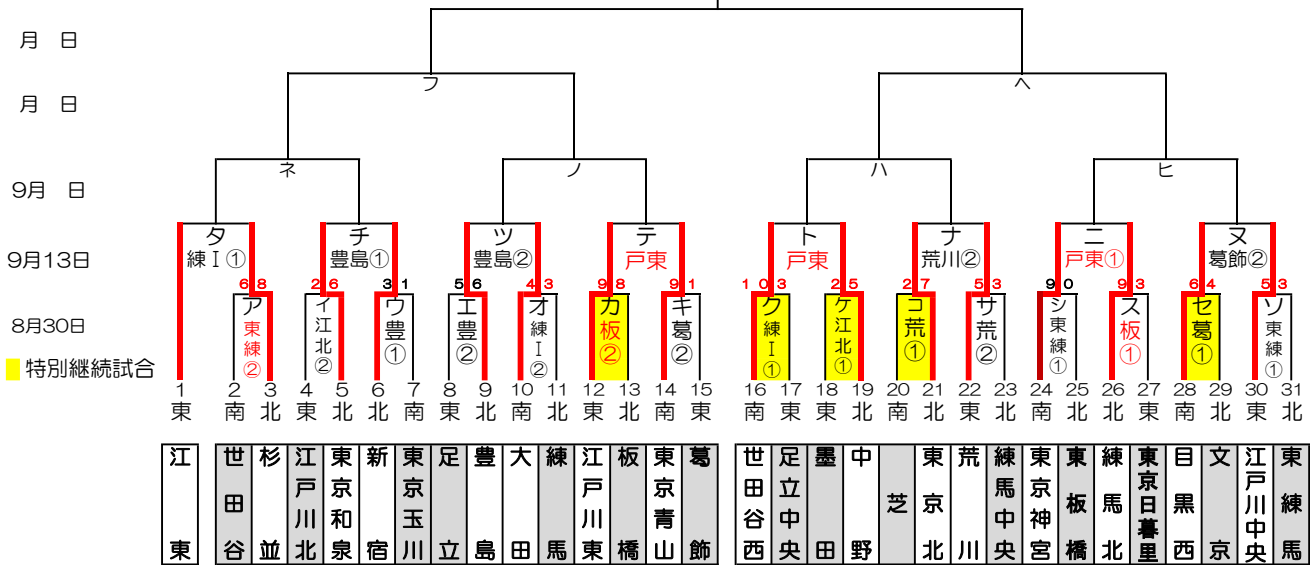 月 日
フ
ヘ
月 日
ネ
ノ
ハ
ヒ
9月 日
タ
チ
ツ
テ
ト
ナ
ニ
ヌ
9月13日
練Ⅰ①
豊島①
豊島②
戸東
戸東
荒川②
戸東①
葛飾②
6 8
2 6
3 1
5 6
4 3
9 8
9 1
10 3
2 5
2 7
5 3
9 0
9 3
6 4
5 3
8月30日
ア東練②
イ江北②
ウ豊①
エ豊②
オ練Ⅰ②
カ板②
キ葛②
ク練Ⅰ①
ケ江北①
コ荒①
サ荒②
シ東練①
ス板①
セ葛①
ソ東練①
特別継続試合
1 2 3 4 5 6 7 8 9 10 11 12 13 14 15 16 17 18 19 20 21 22 23 24 25 26 27 28 29 30 31
東 南 北 東 北 北 南 東 北 南 北 東 北 南 東 南 東 東 北 南 北 東 北 南 北 北 東 南 北 東 北
江東
世田谷
杉並
江戸川北
東京和泉
新宿
東京玉川
足立
豊島
大田
練馬
江戸川東
板橋
東京青山
葛飾
世田谷西
足立中央
墨田
中野
芝
東京北
荒川
練馬中央
東京神宮
東板橋
練馬北
東京日暮里
目黒西
文京
江戸川中央
東練馬